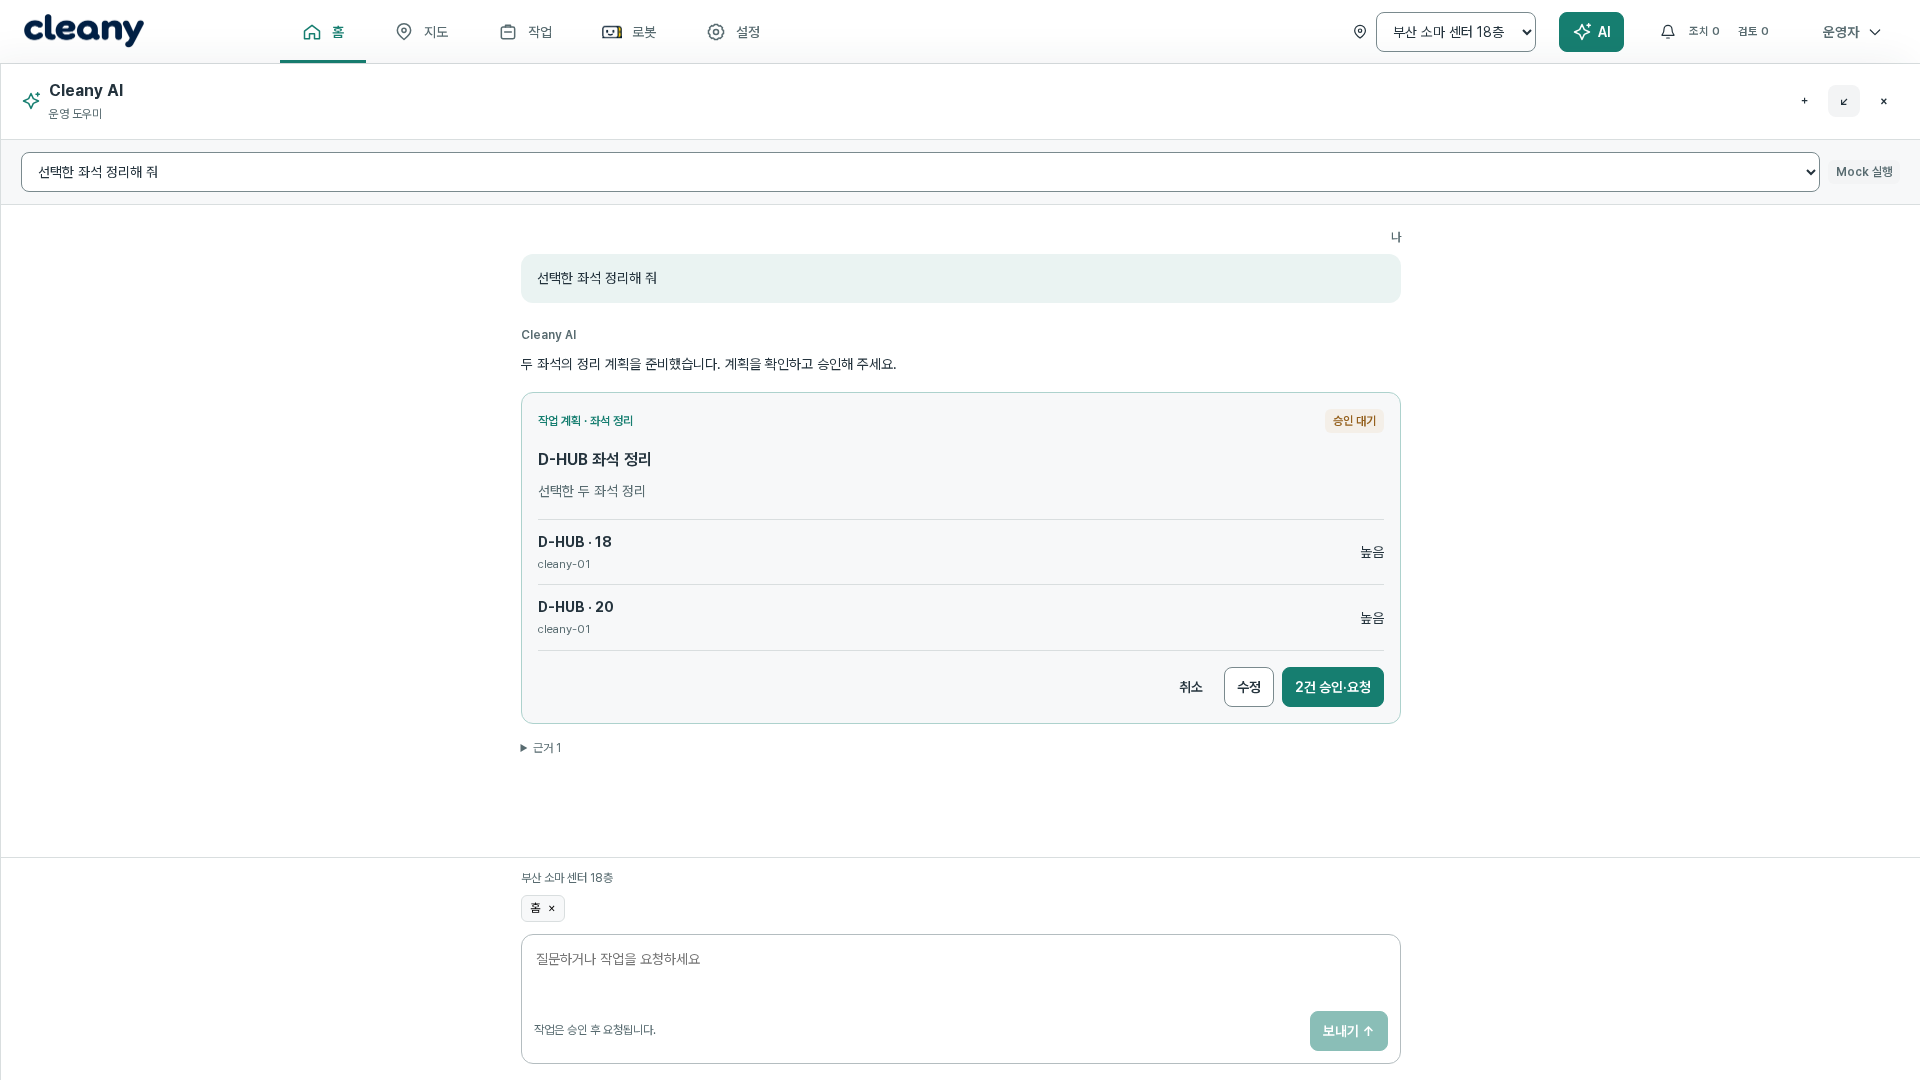 cleany
홈
지도
작업
로봇
설정
부산 소마 센터 18층
AI
조치 0
검토 0
운영자
Cleany AI
운영 도우미
+
↙
×
선택한 좌석 정리해 줘
Mock 실행
나
선택한 좌석 정리해 줘
Cleany AI
두 좌석의 정리 계획을 준비했습니다. 계획을 확인하고 승인해 주세요.
작업 계획 · 좌석 정리
승인 대기
D-HUB 좌석 정리
선택한 두 좌석 정리
D-HUB · 18
cleany-01
높음
D-HUB · 20
cleany-01
높음
취소
수정
2건 승인·요청
▶ 근거 1
부산 소마 센터 18층
홈 ×
질문하거나 작업을 요청하세요
작업은 승인 후 요청됩니다.
보내기 ↑